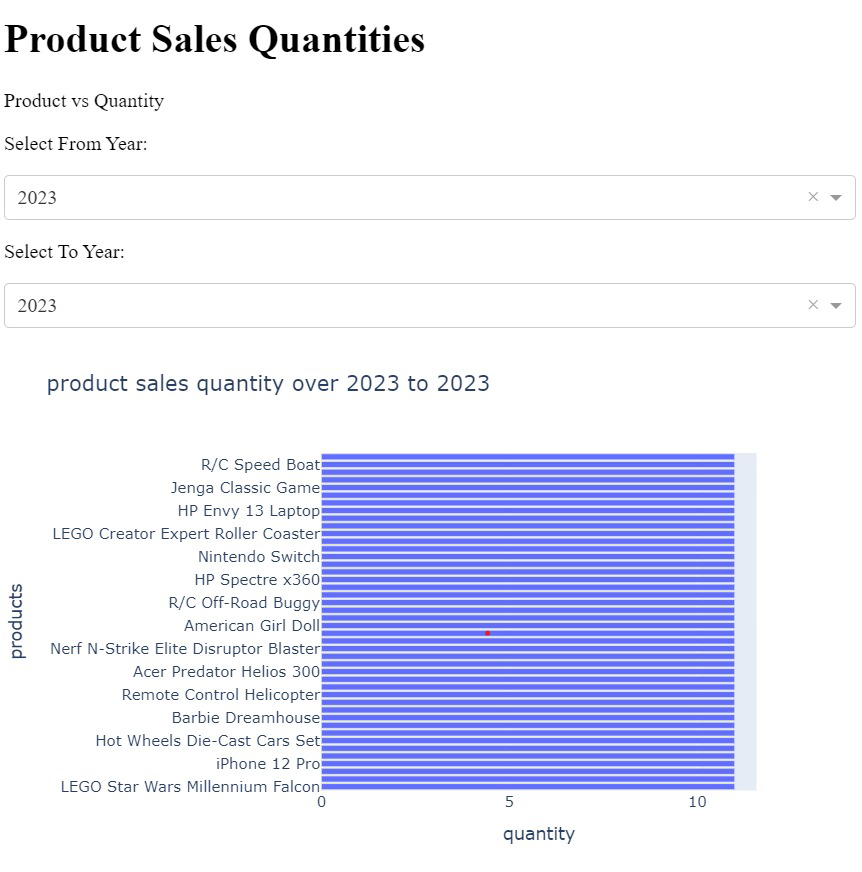 Product Sales Quantities
Product vs Quantity
Select From Year:
2023
Select To Year:
2023
product sales quantity over 2023 to 2023
R/C Speed Boat
Jenga Classic Game
HP Envy 13 Laptop
LEGO Creator Expert Roller Coaster
Nintendo Switch
HP Spectre x360
R/C Off-Road Buggy
American Girl Doll
Nerf N-Strike Elite Disruptor Blaster
Acer Predator Helios 300
Remote Control Helicopter
Barbie Dreamhouse
Hot Wheels Die-Cast Cars Set
iPhone 12 Pro
LEGO Star Wars Millennium Falcon
products
0 5 10
quantity